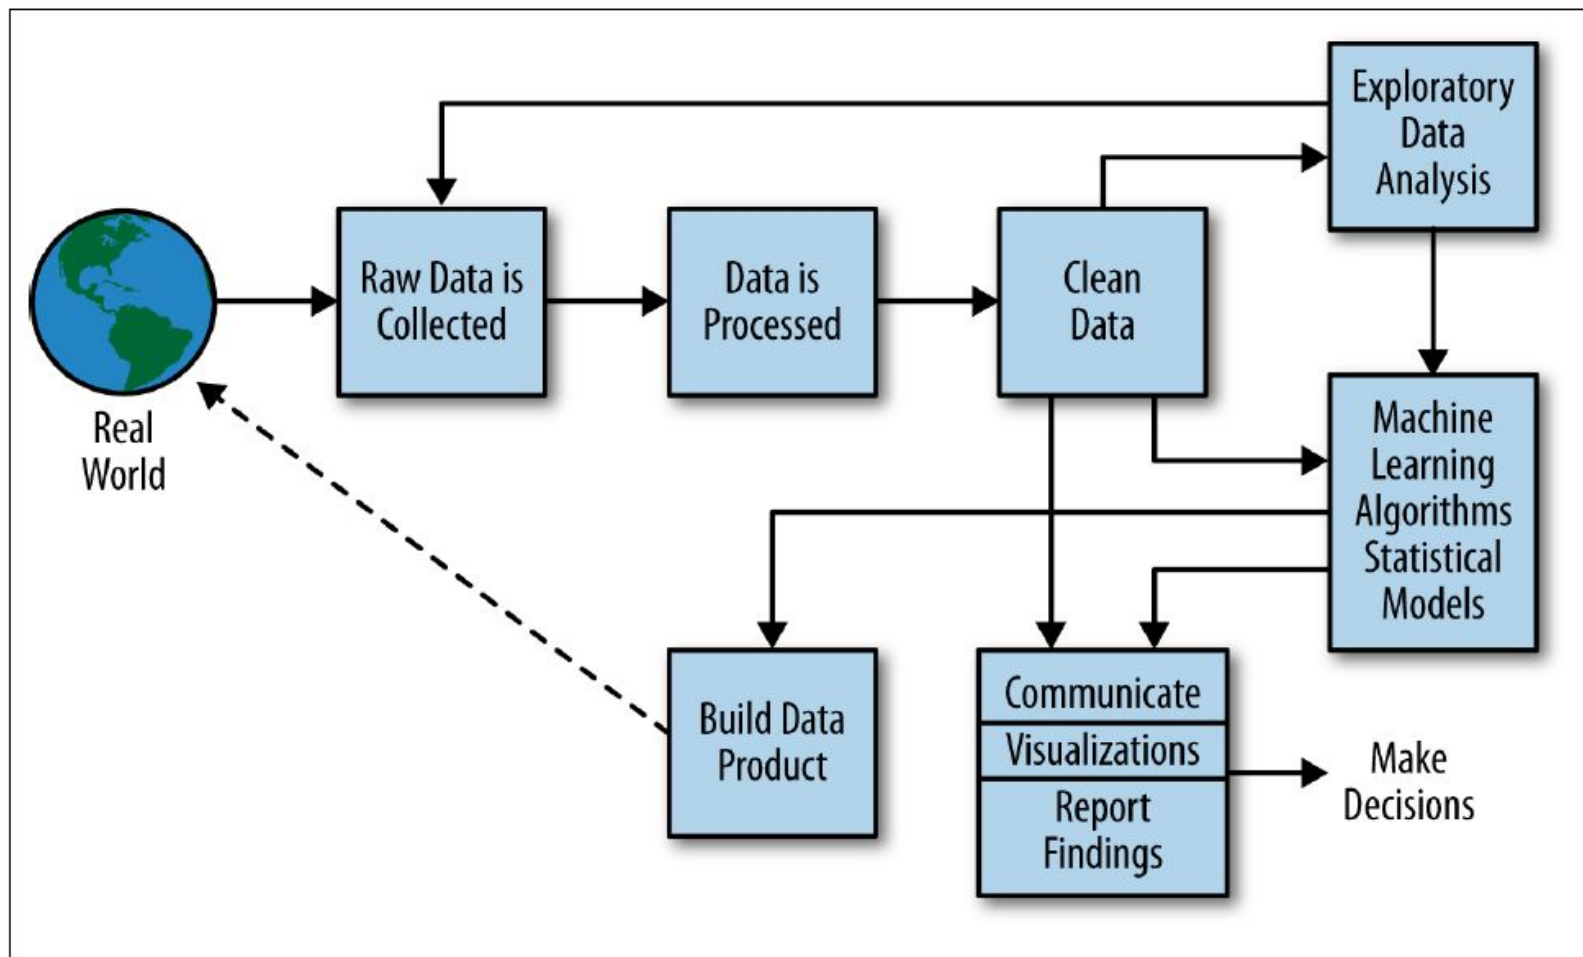 Exploratory
Data
Analysis
Raw Data is
Collected
Data is
Processed
Clean
Data
Real
World
Machine
Learning
Algorithms
Statistical
Models
Build Data
Product
Communicate
Visualizations
Report
Findings
Make
Decisions